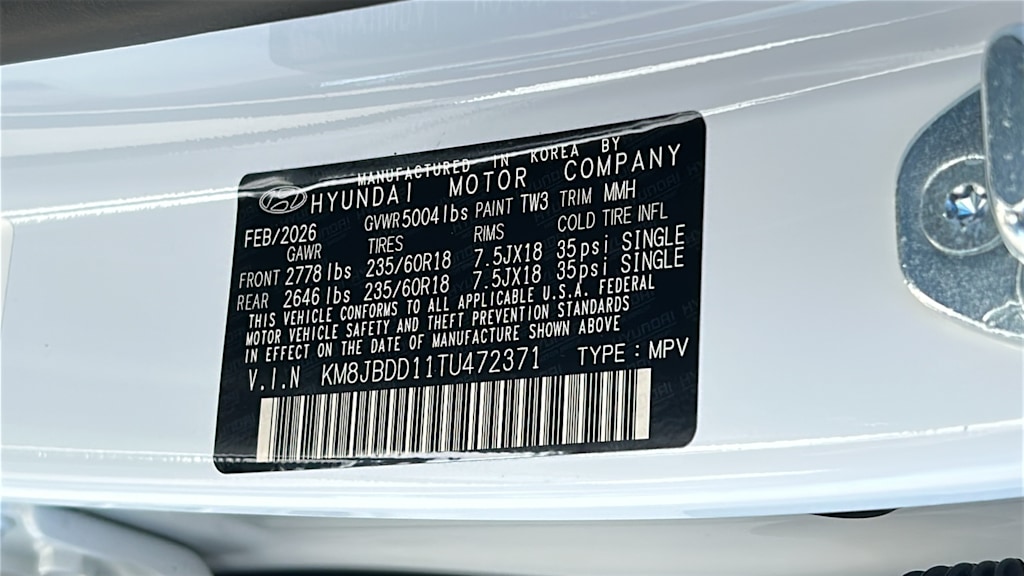 MANUFACTURED IN KOREA BY
HYUNDAI MOTOR COMPANY
FEB/2026 GVWR 5004 lbs PAINT TW3 TRIM MMH
GAWR TIRES RIMS COLD TIRE INFL
FRONT 2778 lbs 235/60R18 7.5JX18 35psi SINGLE
REAR 2646 lbs 235/60R18 7.5JX18 35psi SINGLE
THIS VEHICLE CONFORMS TO ALL APPLICABLE U.S.A. FEDERAL
MOTOR VEHICLE SAFETY AND THEFT PREVENTION STANDARDS
IN EFFECT ON THE DATE OF MANUFACTURE SHOWN ABOVE
V.I.N KM8JBDD11TU472371 TYPE : MPV